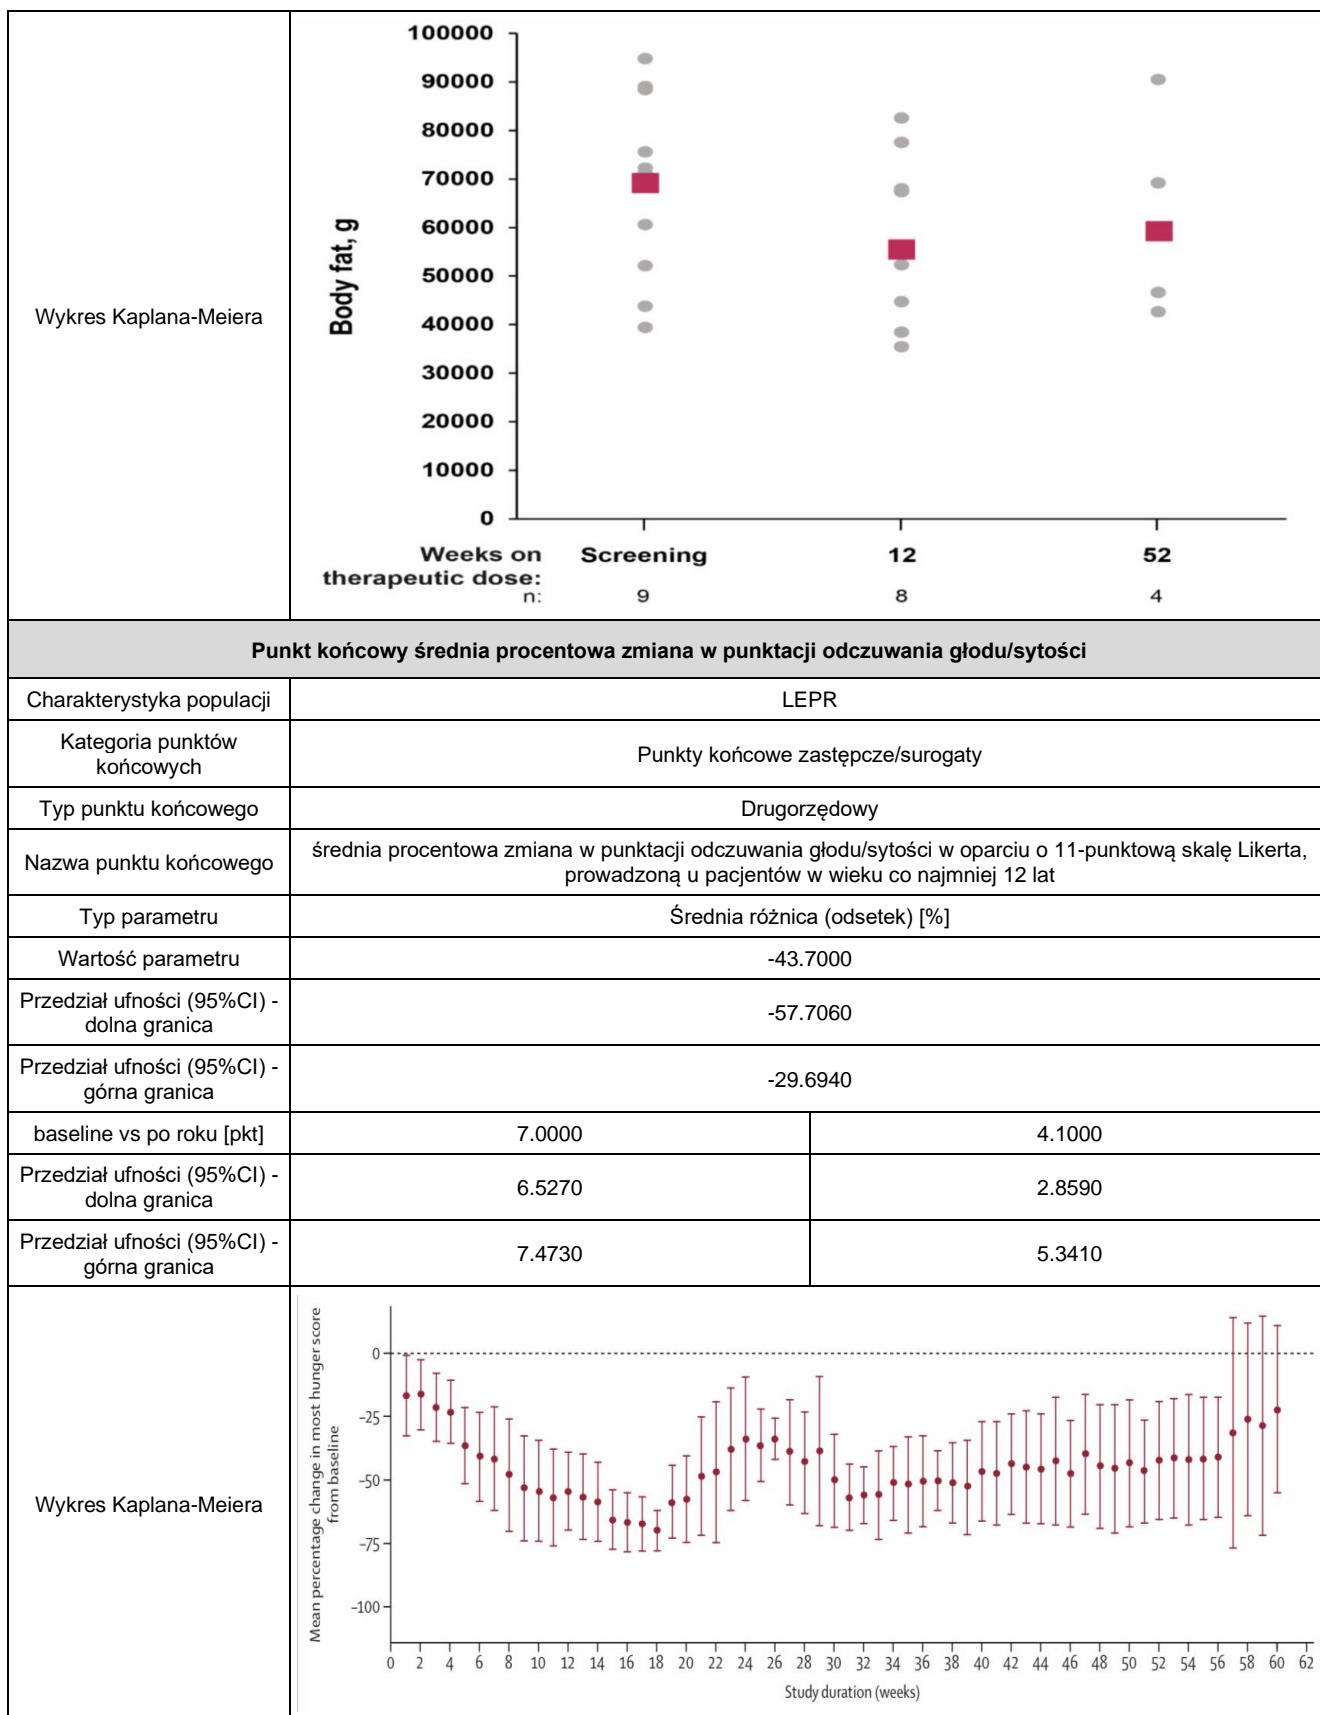 Wykres Kaplana-Meiera
100000
90000
80000
70000
60000
50000
40000
30000
20000
10000
0
Body fat, g
Weeks on therapeutic dose:
Screening 12 52
n: 9 8 4
Punkt końcowy średnia procentowa zmiana w punktacji odczuwania głodu/sytości
Charakterystyka populacji
LEPR
Kategoria punktów
końcowych
Punkty końcowe zastępcze/surogaty
Typ punktu końcowego
Drugorzędowy
Nazwa punktu końcowego
średnia procentowa zmiana w punktacji odczuwania głodu/sytości w oparciu o 11-punktową skalę Likerta,
prowadzoną u pacjentów w wieku co najmniej 12 lat
Typ parametru
Średnia różnica (odsetek) [%]
Wartość parametru
-43.7000
Przedział ufności (95%CI) -
dolna granica
-57.7060
Przedział ufności (95%CI) -
górna granica
-29.6940
baseline vs po roku [pkt]
7.0000
4.1000
Przedział ufności (95%CI) -
dolna granica
6.5270
2.8590
Przedział ufności (95%CI) -
górna granica
7.4730
5.3410
Wykres Kaplana-Meiera
Mean percentage change in most hunger score
from baseline
0
−25
−50
−75
−100
0 2 4 6 8 10 12 14 16 18 20 22 24 26 28 30 32 34 36 38 40 42 44 46 48 50 52 54 56 58 60 62
Study duration (weeks)